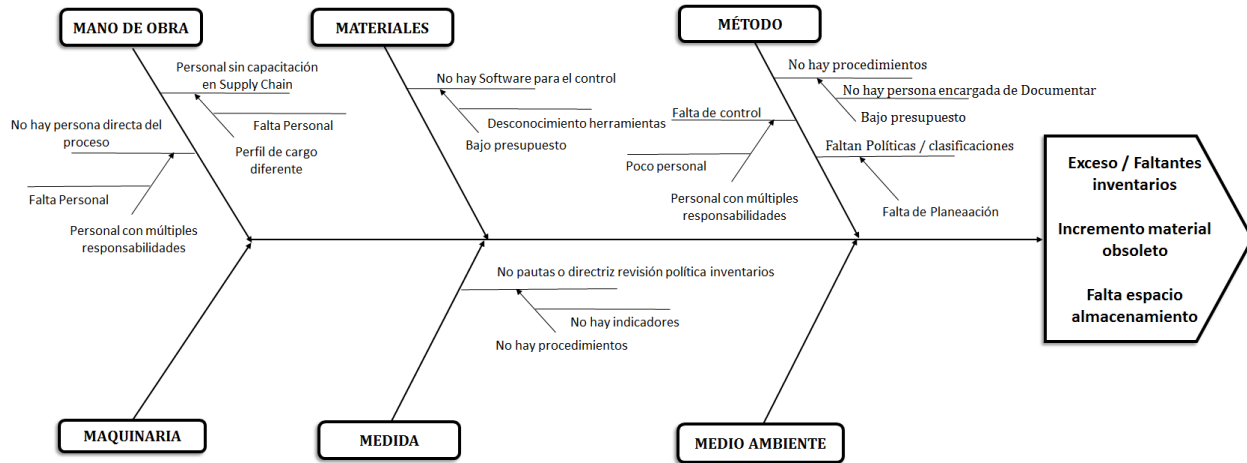 MANO DE OBRA
MATERIALES
MÉTODO
Personal sin capacitación
en Supply Chain
Falta Personal
Perfil de cargo
diferente
No hay persona directa del
proceso
Falta Personal
Personal con múltiples
responsabilidades
No hay Software para el control
Desconocimiento herramientas
Bajo presupuesto
No hay procedimientos
No hay persona encargada de Documentar
Bajo presupuesto
Falta de control
Poco personal
Personal con múltiples
responsabilidades
Faltan Políticas / clasificaciones
Falta de Planeaación
Exceso / Faltantes
inventarios
Incremento material
obsoleto
Falta espacio
almacenamiento
No pautas o directriz revisión política inventarios
No hay indicadores
No hay procedimientos
MAQUINARIA
MEDIDA
MEDIO AMBIENTE